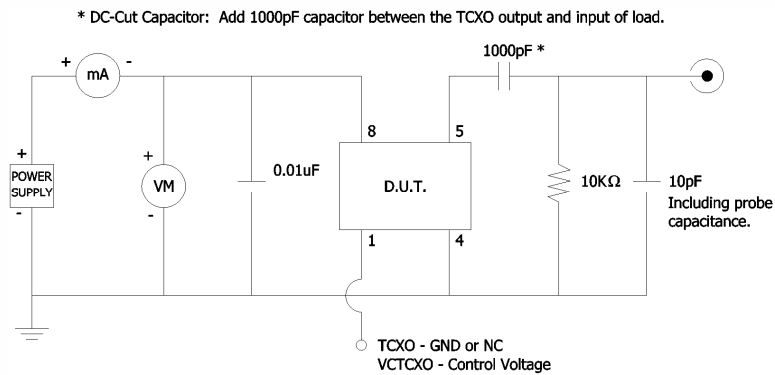 * DC-Cut Capacitor:  Add 1000pF capacitor between the TCXO output and input of load.
1000pF *
+ mA -
8 5
+
POWER
SUPPLY
-
+
VM
-
0.01uF
D.U.T.
10KΩ
10pF
Including probe
capacitance.
1 4
TCXO - GND or NC
VCTCXO - Control Voltage